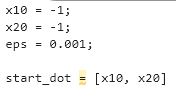 x10 = -1;
x20 = -1;
eps = 0.001;
start_dot = [x10, x20]